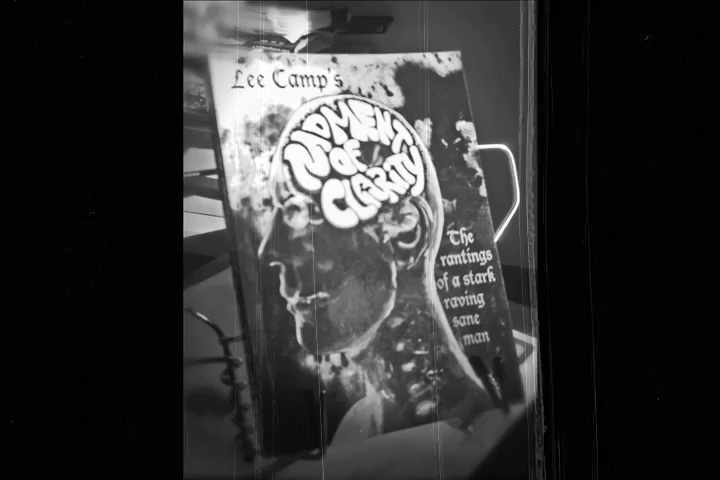 Lee Camp's
MOMENT
OF
CLARITY
The
rantings
of a stark
raving
sane
man